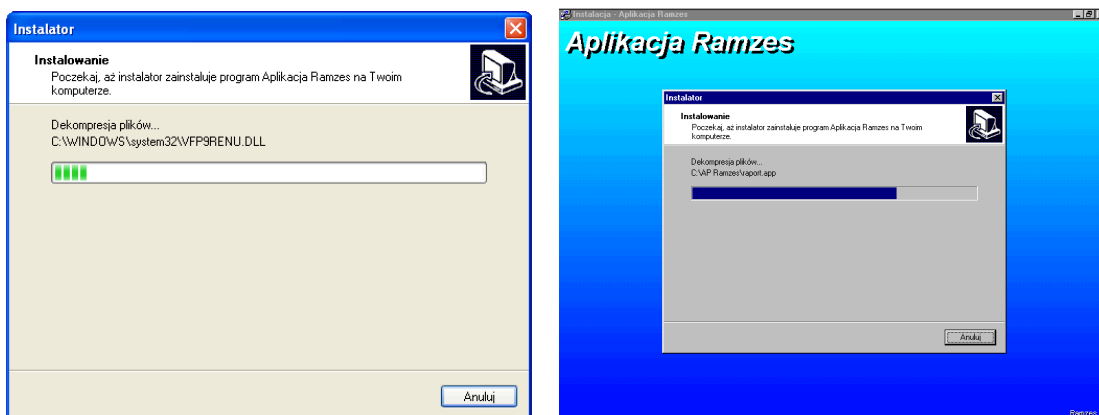 Instalator
Instalowanie
Poczekaj, aż instalator zainstaluje program Aplikacja Ramzes na Twoim
komputerze.
Dekompresja plików...
C:\WINDOWS\system32\VFP9RENU.DLL
Anuluj
Instalacja - Aplikacja Ramzes
Aplikacja Ramzes
Instalator
Instalowanie
Poczekaj, aż instalator zainstaluje program Aplikacja Ramzes na Twoim
komputerze.
Dekompresja plików...
C:\AP Ramzes\raport.app
Anuluj
Ramzes